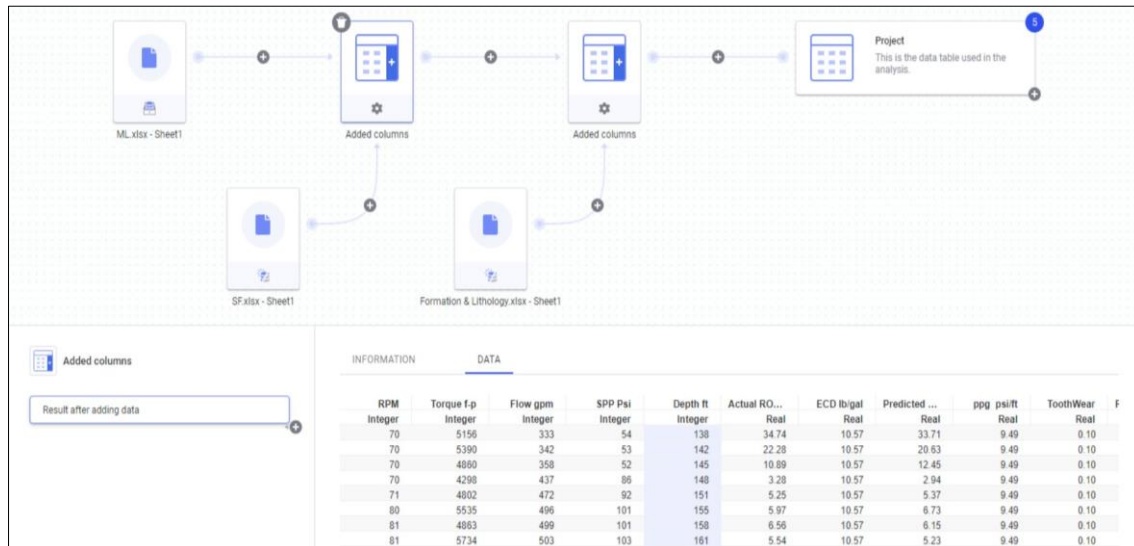 5
Project
This is the data table used in the
analysis.
ML.xlsx - Sheet1
Added columns
Added columns
SF.xlsx - Sheet1
Formation & Lithology.xlsx - Sheet1
Added columns
Result after adding data
INFORMATION DATA
RPM Torque f-p Flow gpm SPP Psi Depth ft Actual RO... ECD lb/gal Predicted ... ppg psi/ft ToothWear
Integer Integer Integer Integer Integer Real Real Real Real Real
70 5156 333 54 138 34.74 10.57 33.71 9.49 0.10
70 5390 342 53 142 22.28 10.57 20.63 9.49 0.10
70 4860 358 52 145 10.89 10.57 12.45 9.49 0.10
70 4298 437 86 148 3.28 10.57 2.94 9.49 0.10
71 4802 472 92 151 5.25 10.57 5.37 9.49 0.10
80 5535 496 101 155 5.97 10.57 6.73 9.49 0.10
81 4863 499 101 158 6.56 10.57 6.15 9.49 0.10
81 5734 503 103 161 5.54 10.57 5.23 9.49 0.10